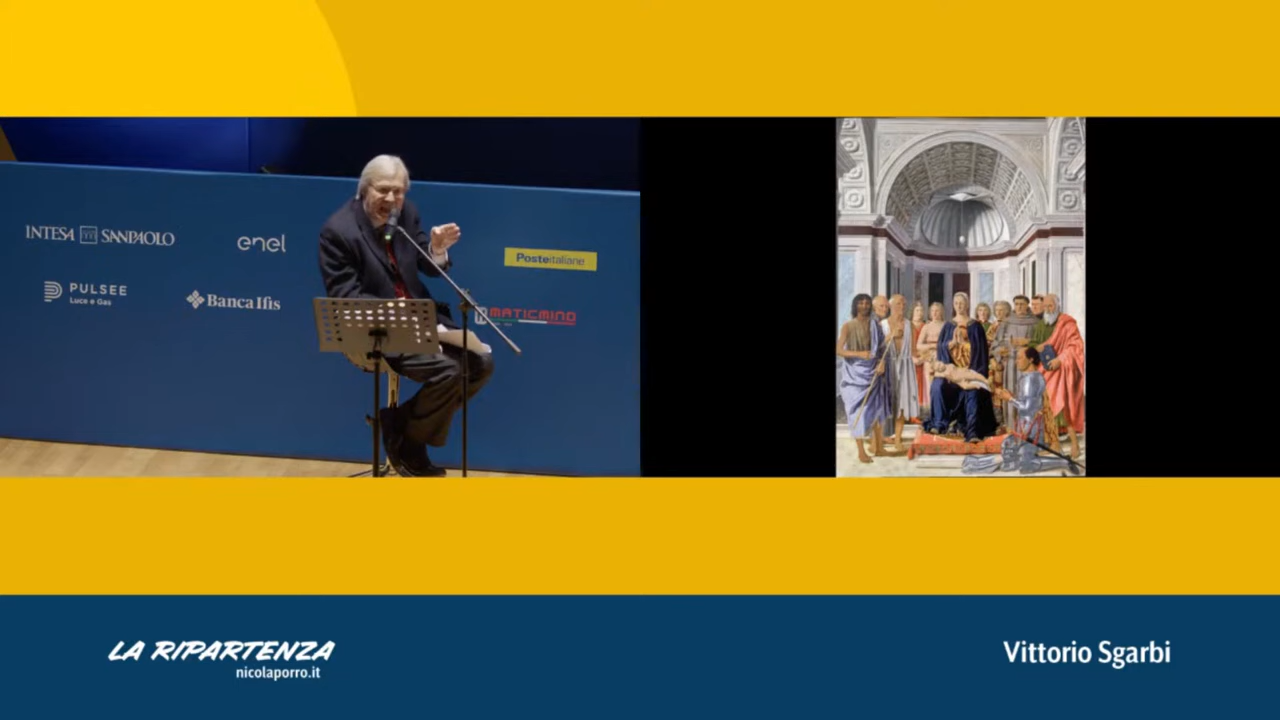 INTESA SANPAOLO
enel
Posteitaliane
PULSEE
Luce e Gas
Banca Ifis
MATICMIND
LA RIPARTENZA
nicolaporro.it
Vittorio Sgarbi